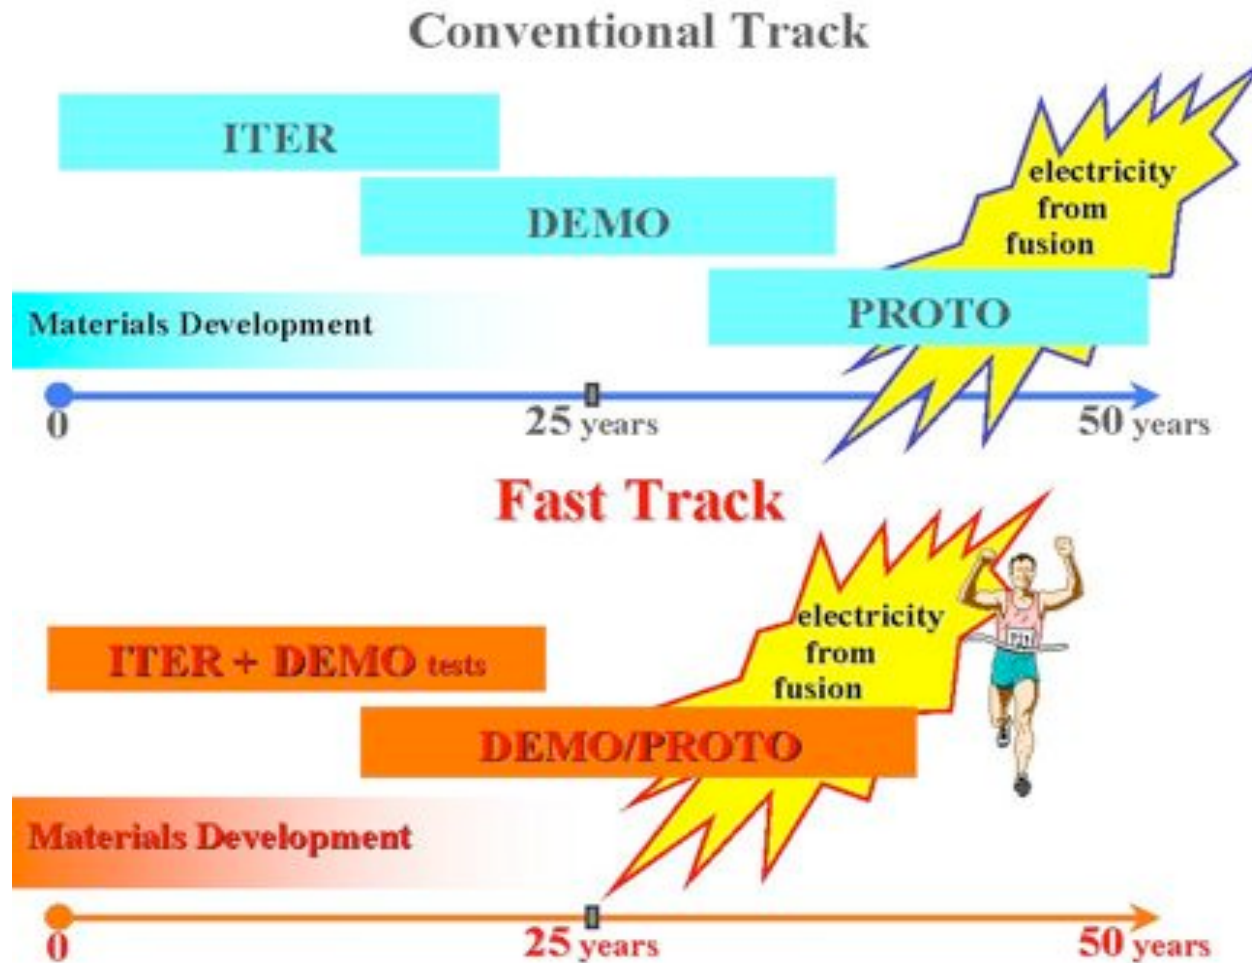 Conventional Track
ITER
electricity
from
fusion
DEMO
PROTO
Materials Development
0
25 years
50 years
Fast Track
electricity
from
fusion
ITER + DEMO tests
DEMO/PROTO
Materials Development
0
25 years
50 years